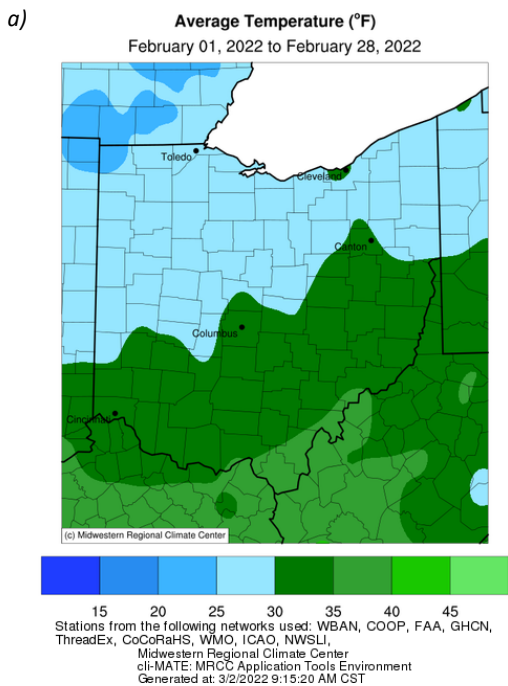 a)
Average Temperature (°F)
February 01, 2022 to February 28, 2022
Toledo
Cleveland
Canton
Columbus
Cincinnati
(c) Midwestern Regional Climate Center
15 20 25 30 35 40 45
Stations from the following networks used: WBAN, COOP, FAA, GHCN,
ThreadEx, CoCoRaHS, WMO, ICAO, NWSLI,
Midwestern Regional Climate Center
cli-MATE: MRCC Application Tools Environment
Generated at: 3/2/2022 9:15:20 AM CST